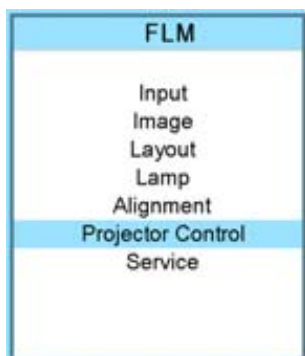 FLM
Input
Image
Layout
Lamp
Alignment
Projector Control
Service